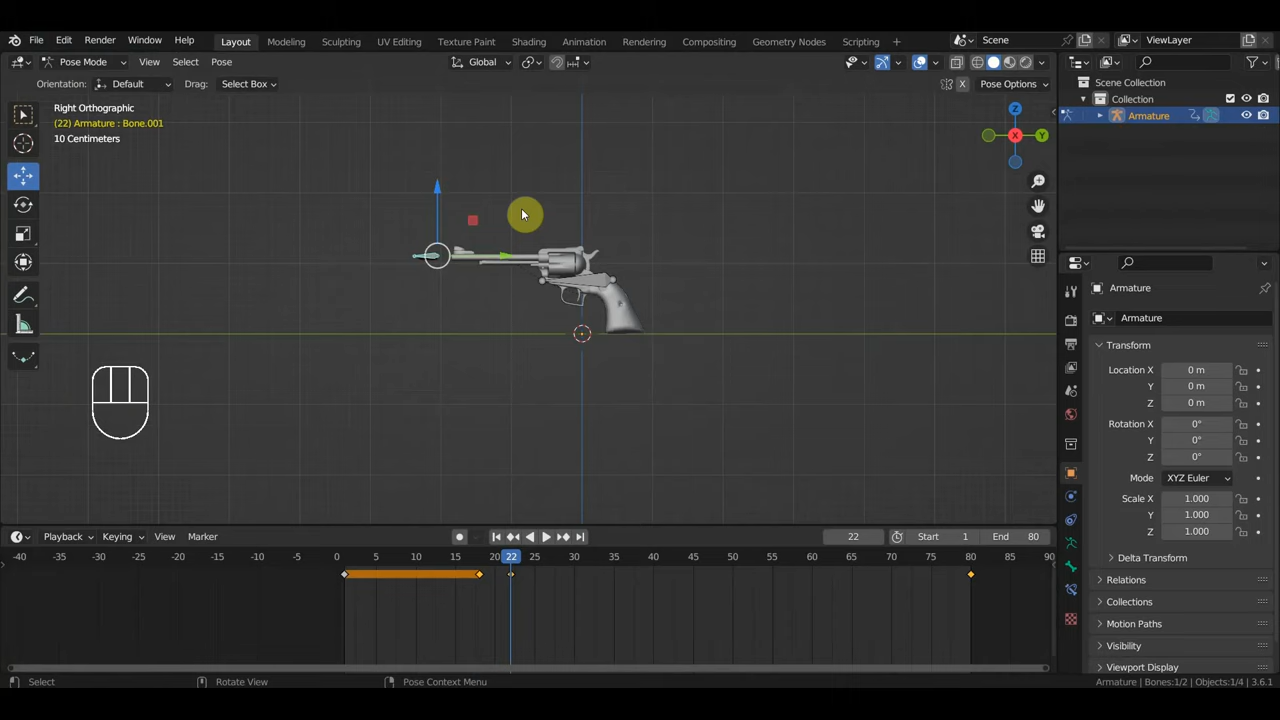 File Edit Render Window Help Layout Modeling Sculpting UV Editing Texture Paint Shading Animation Rendering Compositing Geometry Nodes Scripting + Scene ViewLayer
Pose Mode View Select Pose Global
Orientation: Default Drag: Select Box X Pose Options
Scene Collection
Collection
Armature
Right Orthographic
(22) Armature : Bone.001
10 Centimeters
Z
X
Y
Armature
Armature
Transform
Location X 0 m
Y 0 m
Z 0 m
Rotation X 0°
Y 0°
Z 0°
Mode XYZ Euler
Scale X 1.000
Y 1.000
Z 1.000
Delta Transform
Relations
Collections
Motion Paths
Visibility
Viewport Display
Playback Keying View Marker 22 Start 1 End 80
-40 -35 -30 -25 -20 -15 -10 -5 0 5 10 15 20 22 25 30 35 40 45 50 55 60 65 70 75 80 85 90
Select Rotate View Pose Context Menu Armature | Bones:1/2 | Objects:1/4 | 3.6.1